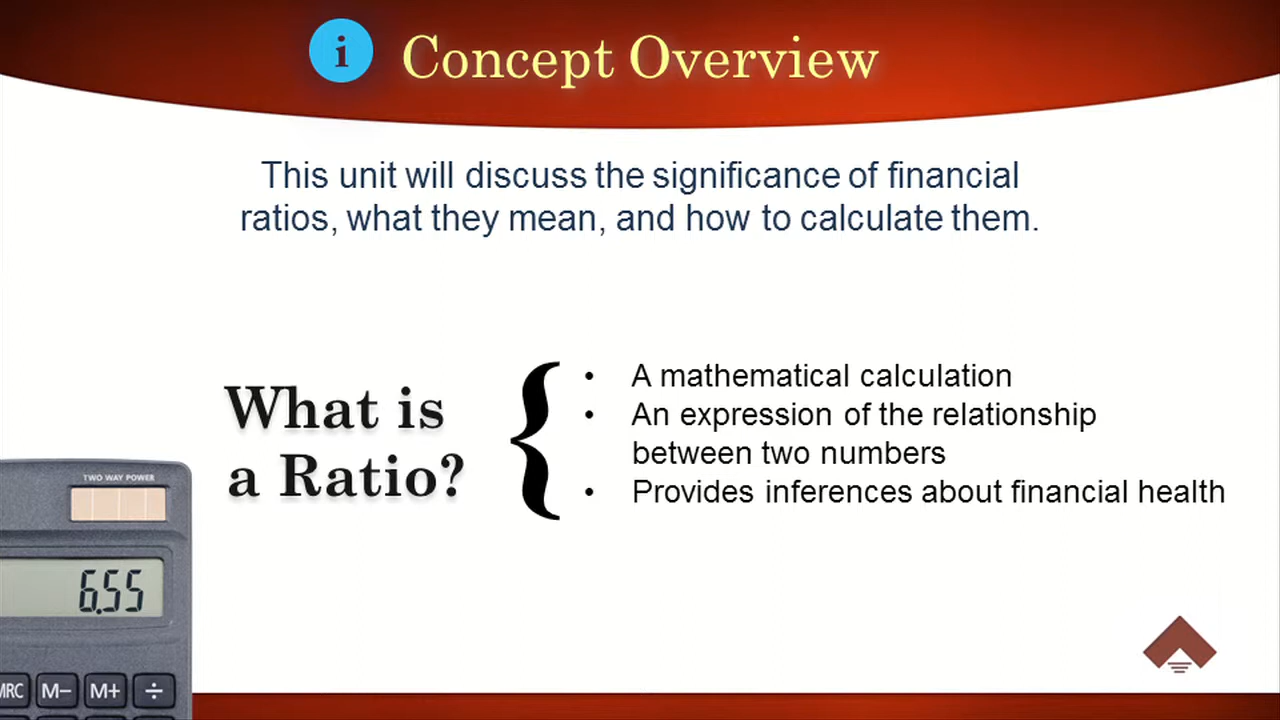 i Concept Overview
This unit will discuss the significance of financial
ratios, what they mean, and how to calculate them.
What is
a Ratio?
{
• A mathematical calculation
• An expression of the relationship
between two numbers
• Provides inferences about financial health
TWO WAY POWER
6.55
MRC M− M+ ÷